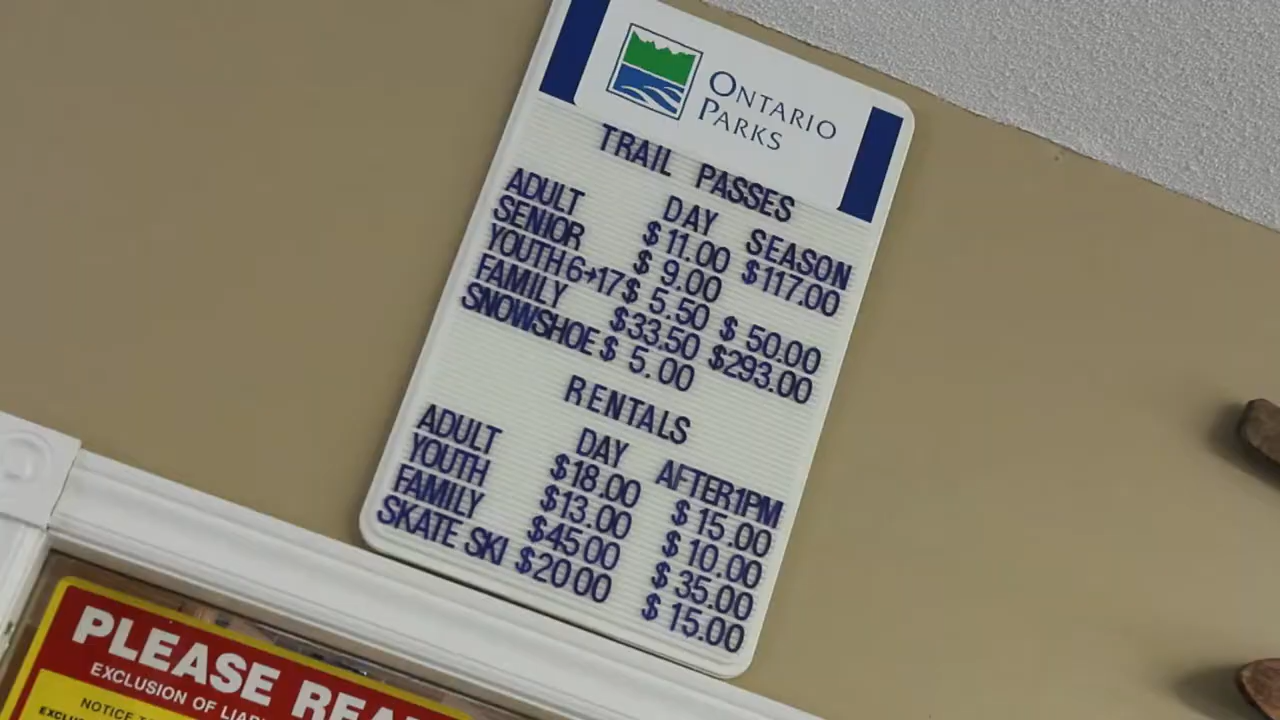 ONTARIO
PARKS
TRAIL PASSES
DAY SEASON
ADULT $11.00 $117.00
SENIOR $ 9.00
YOUTH 6→17 $ 5.50 $ 50.00
FAMILY $33.50 $293.00
SNOWSHOE $ 5.00
RENTALS
DAY AFTER 1PM
ADULT $18.00 $15.00
YOUTH $13.00 $10.00
FAMILY $45 00 $35.00
SKATE SKI $20 00 $15.00
PLEASE REA
EXCLUSION OF
NOTICE